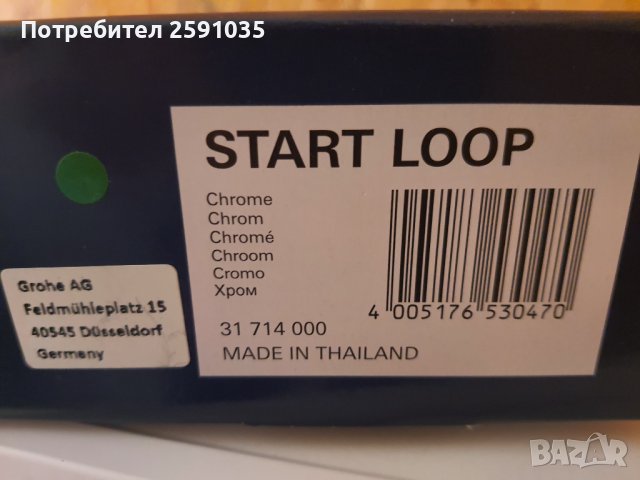 Потребител 2591035
START LOOP
Chrome
Chrom
Chromé
Chroom
Cromo
Хром
31 714 000
MADE IN THAILAND
4 005176 530470
Grohe AG
Feldmühleplatz 15
40545 Düsseldorf
Germany
BAZAR